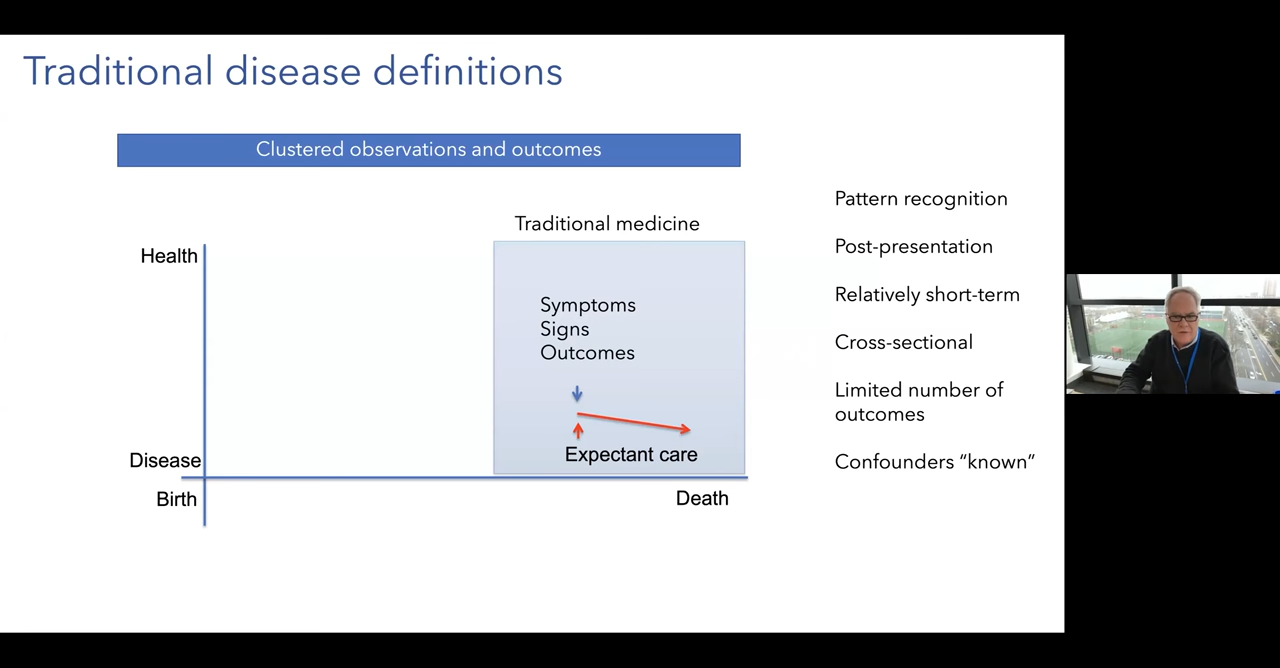 Traditional disease definitions
Clustered observations and outcomes
Traditional medicine
Health
Symptoms
Signs
Outcomes
Expectant care
Disease
Birth
Death
Pattern recognition
Post-presentation
Relatively short-term
Cross-sectional
Limited number of
outcomes
Confounders “known”